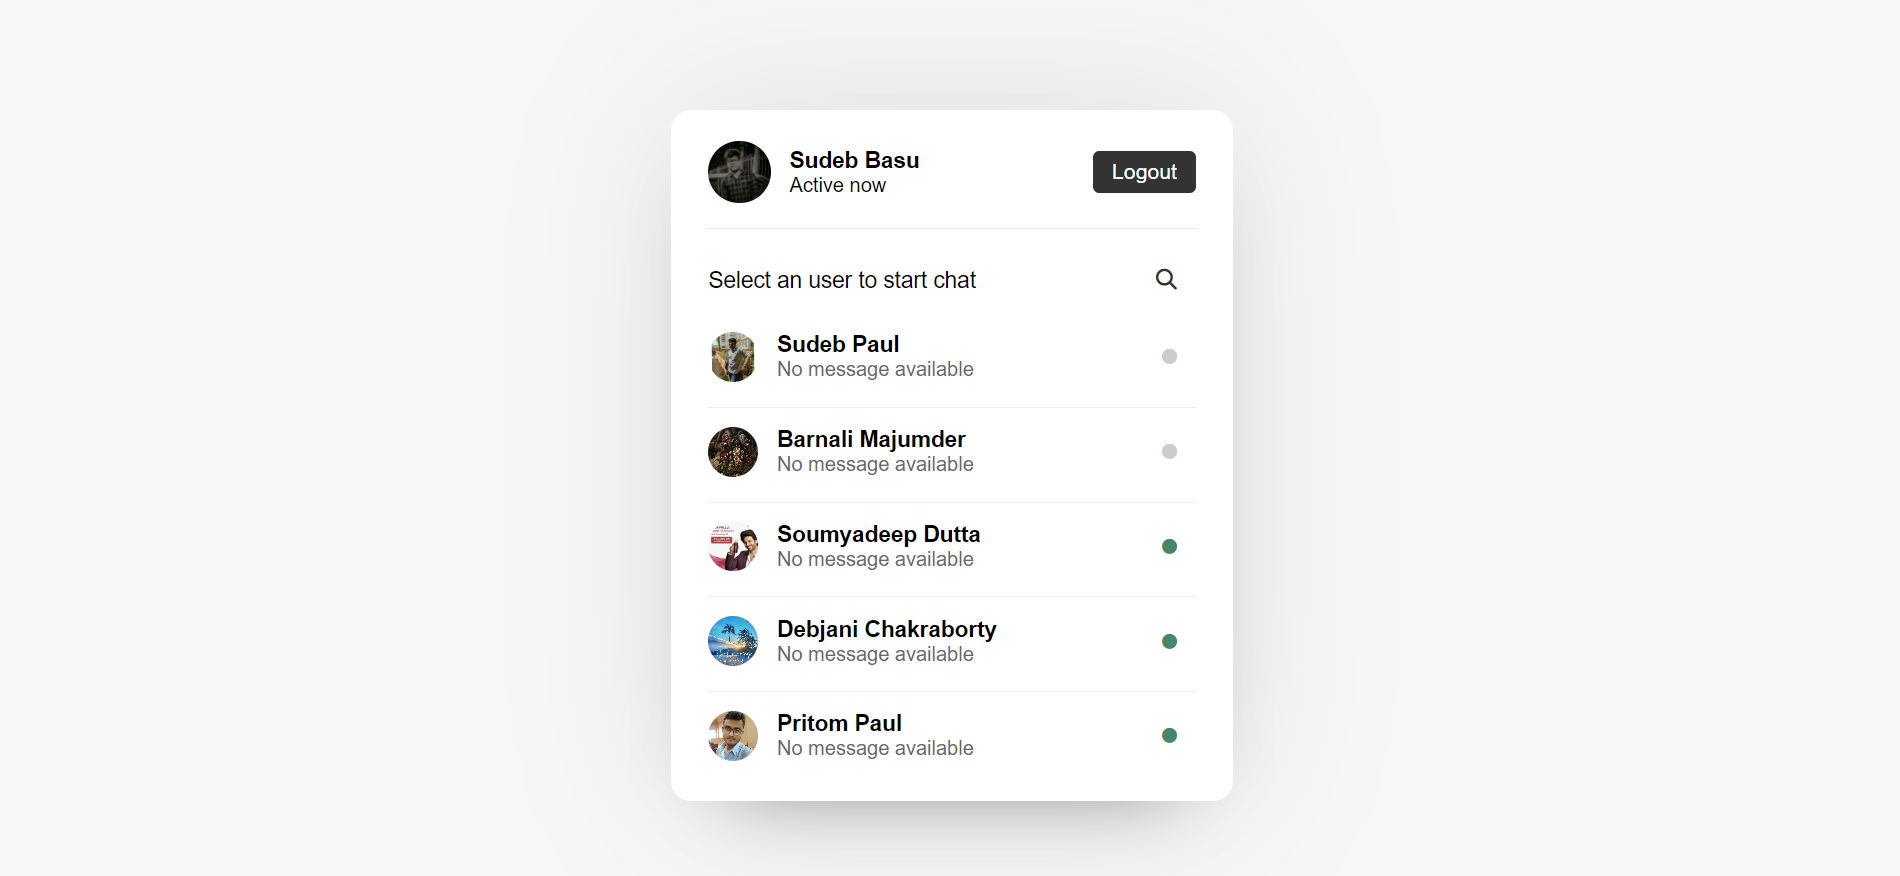 Sudeb Basu
Active now
Logout
Select an user to start chat
Sudeb Paul
No message available
Barnali Majumder
No message available
Soumyadeep Dutta
No message available
Debjani Chakraborty
No message available
Pritom Paul
No message available